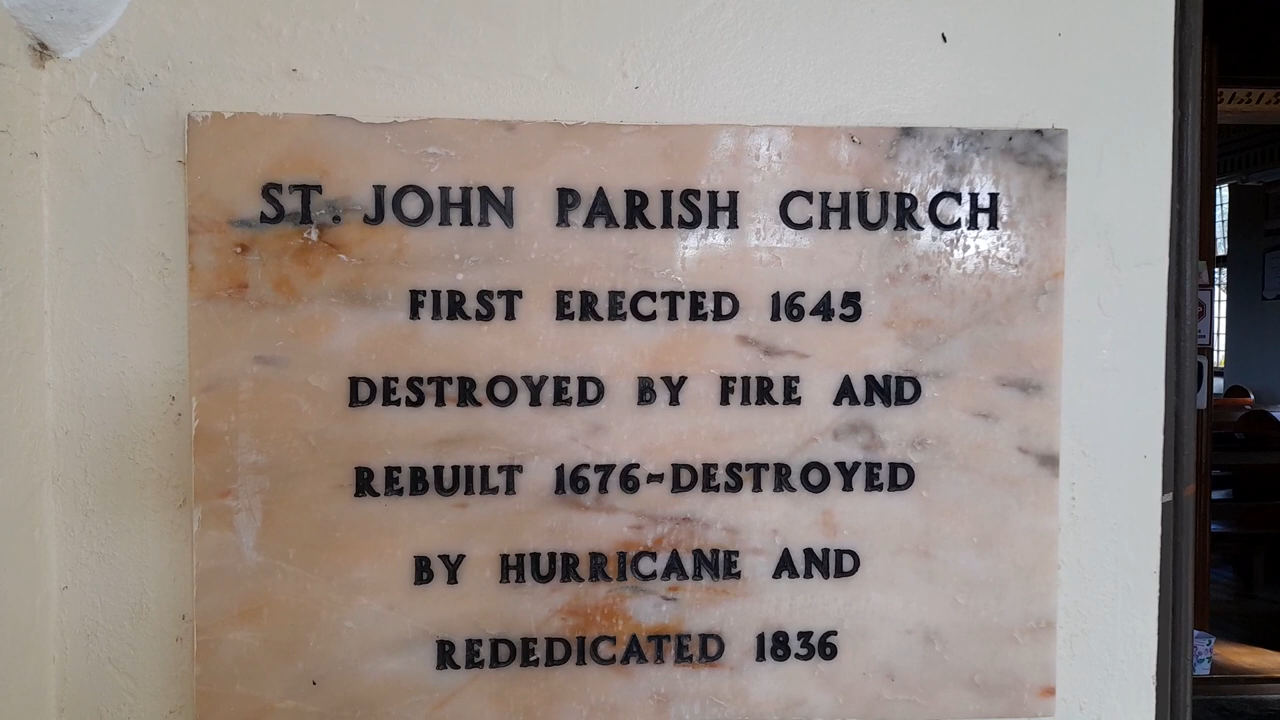 ST. JOHN PARISH CHURCH
FIRST ERECTED 1645
DESTROYED BY FIRE AND
REBUILT 1676-DESTROYED
BY HURRICANE AND
REDEDICATED 1836